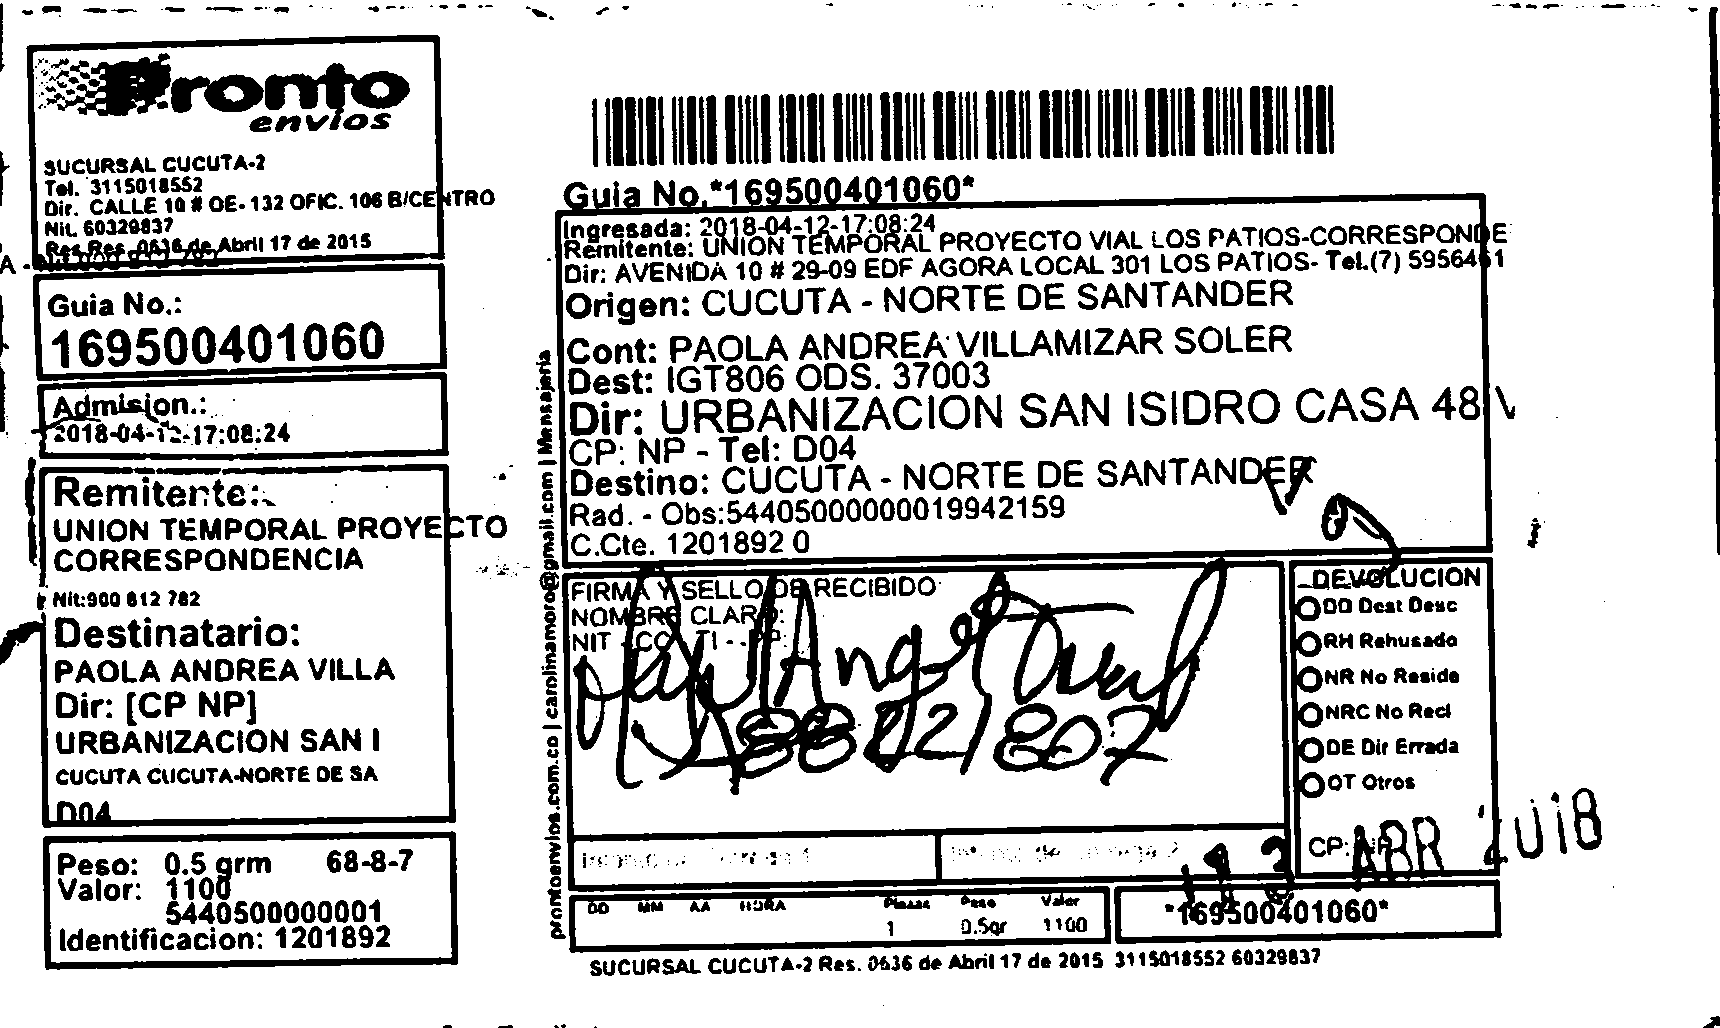 Pronto
envios
SUCURSAL CUCUTA-2
Tel. 3115018552
Dir. CALLE 10 # OE- 132 OFIC. 106 B/CENTRO
Nit. 60329837
Res.Res. 0636 de Abril 17 de 2015
Guia No.:
169500401060
Admision.:
2018-04-12-17:08:24
Remitente:
UNION TEMPORAL PROYECTO
CORRESPONDENCIA
Nit:900 612 782
Destinatario:
PAOLA ANDREA VILLA
Dir: [CP NP]
URBANIZACION SAN I
CUCUTA CUCUTA-NORTE DE SA
D04
Peso: 0.5 grm 68-8-7
Valor: 1100
5440500000001
Identificacion: 1201892
prontoenvios.com.co | carolinamoro@gmail.com | Mensajeria
Guia No.*169500401060*
Ingresada: 2018-04-12-17:08:24
Remitente: UNION TEMPORAL PROYECTO VIAL LOS PATIOS-CORRESPONDE
Dir: AVENIDA 10 # 29-09 EDF AGORA LOCAL 301 LOS PATIOS- Tel.(7) 5956461
Origen: CUCUTA - NORTE DE SANTANDER
Cont: PAOLA ANDREA VILLAMIZAR SOLER
Dest: IGT806 ODS. 37003
Dir: URBANIZACION SAN ISIDRO CASA 48 V
CP: NP - Tel: D04
Destino: CUCUTA - NORTE DE SANTANDER
Rad. - Obs:54405000000019942159
C.Cte. 1201892 0
FIRMA Y SELLO DE RECIBIDO
NOMBRE CLARO:
NIT - CC - TI - - PP:
Angel
DEVOLUCION
DD Dest Desc
RH Rehusado
NR No Reside
NRC No Recl
DE Dir Errada
OT Otros
CP: NP
ABR 2018
DD MM AA HORA Piezas Peso Valor
1 0.5gr 1100
*169500401060*
SUCURSAL CUCUTA-2 Res. 0636 de Abril 17 de 2015 3115018552 60329837